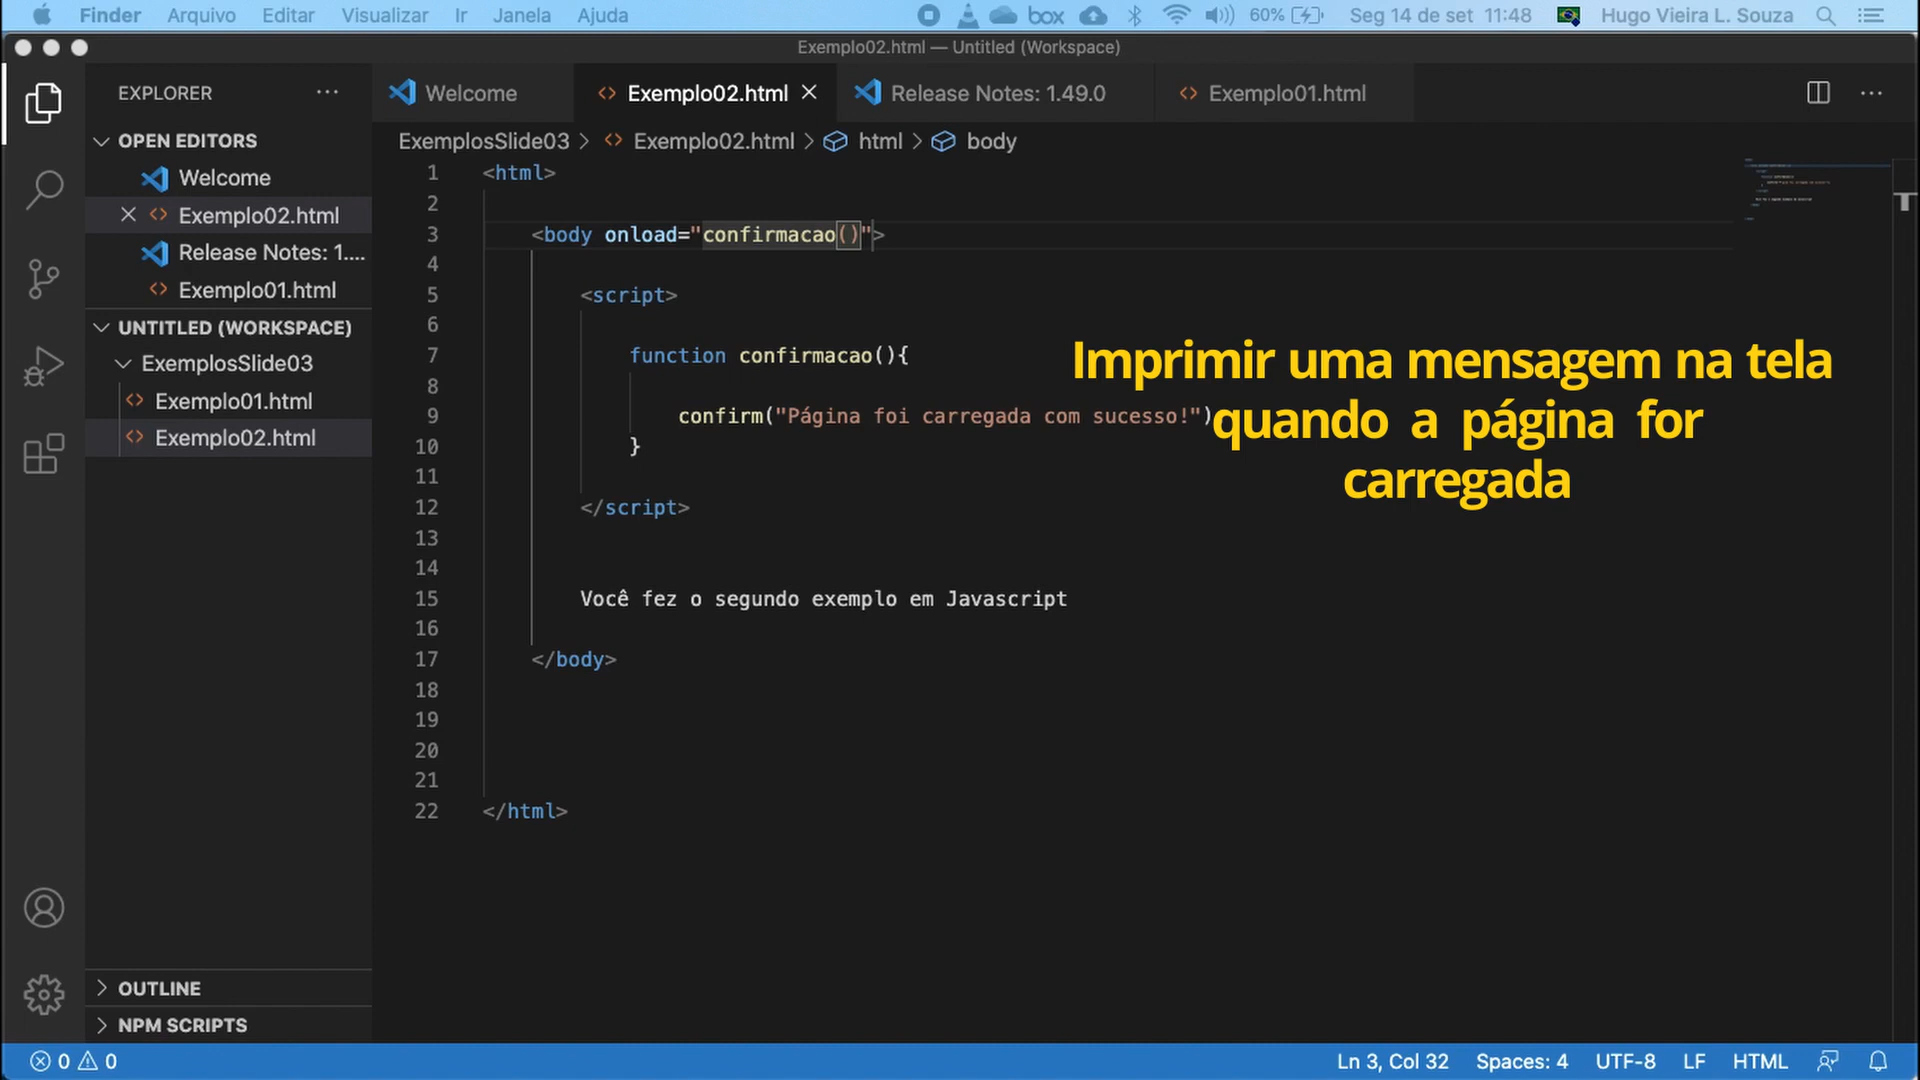 Finder Arquivo Editar Visualizar Ir Janela Ajuda box 60% Seg 14 de set 11:48 Hugo Vieira L. Souza
Exemplo02.html — Untitled (Workspace)
EXPLORER ...
Welcome Exemplo02.html Release Notes: 1.49.0 Exemplo01.html
OPEN EDITORS
Welcome
Exemplo02.html
Release Notes: 1....
Exemplo01.html
UNTITLED (WORKSPACE)
ExemplosSlide03
Exemplo01.html
Exemplo02.html
OUTLINE
NPM SCRIPTS
ExemplosSlide03 > Exemplo02.html > html > body
1 <html>
2
3 <body onload="confirmacao()">
4
5 <script>
6
7 function confirmacao(){
8
9 confirm("Página foi carregada com sucesso!")
10 }
11
12 </script>
13
14
15 Você fez o segundo exemplo em Javascript
16
17 </body>
18
19
20
21
22 </html>
Imprimir uma mensagem na tela
quando a página for
carregada
0 0 Ln 3, Col 32 Spaces: 4 UTF-8 LF HTML